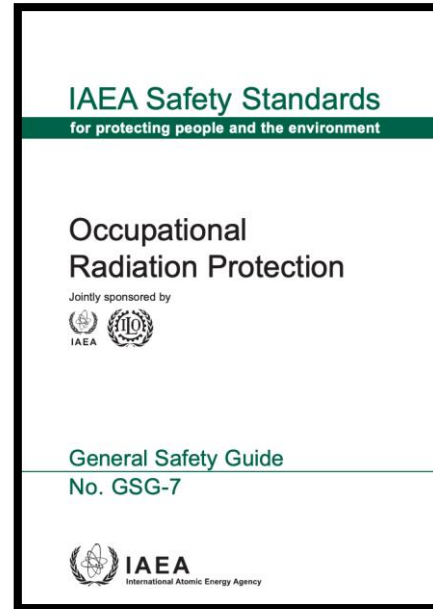 IAEA Safety Standards
for protecting people and the environment
Occupational
Radiation Protection
Jointly sponsored by
IAEA ILO
General Safety Guide
No. GSG-7
IAEA
International Atomic Energy Agency